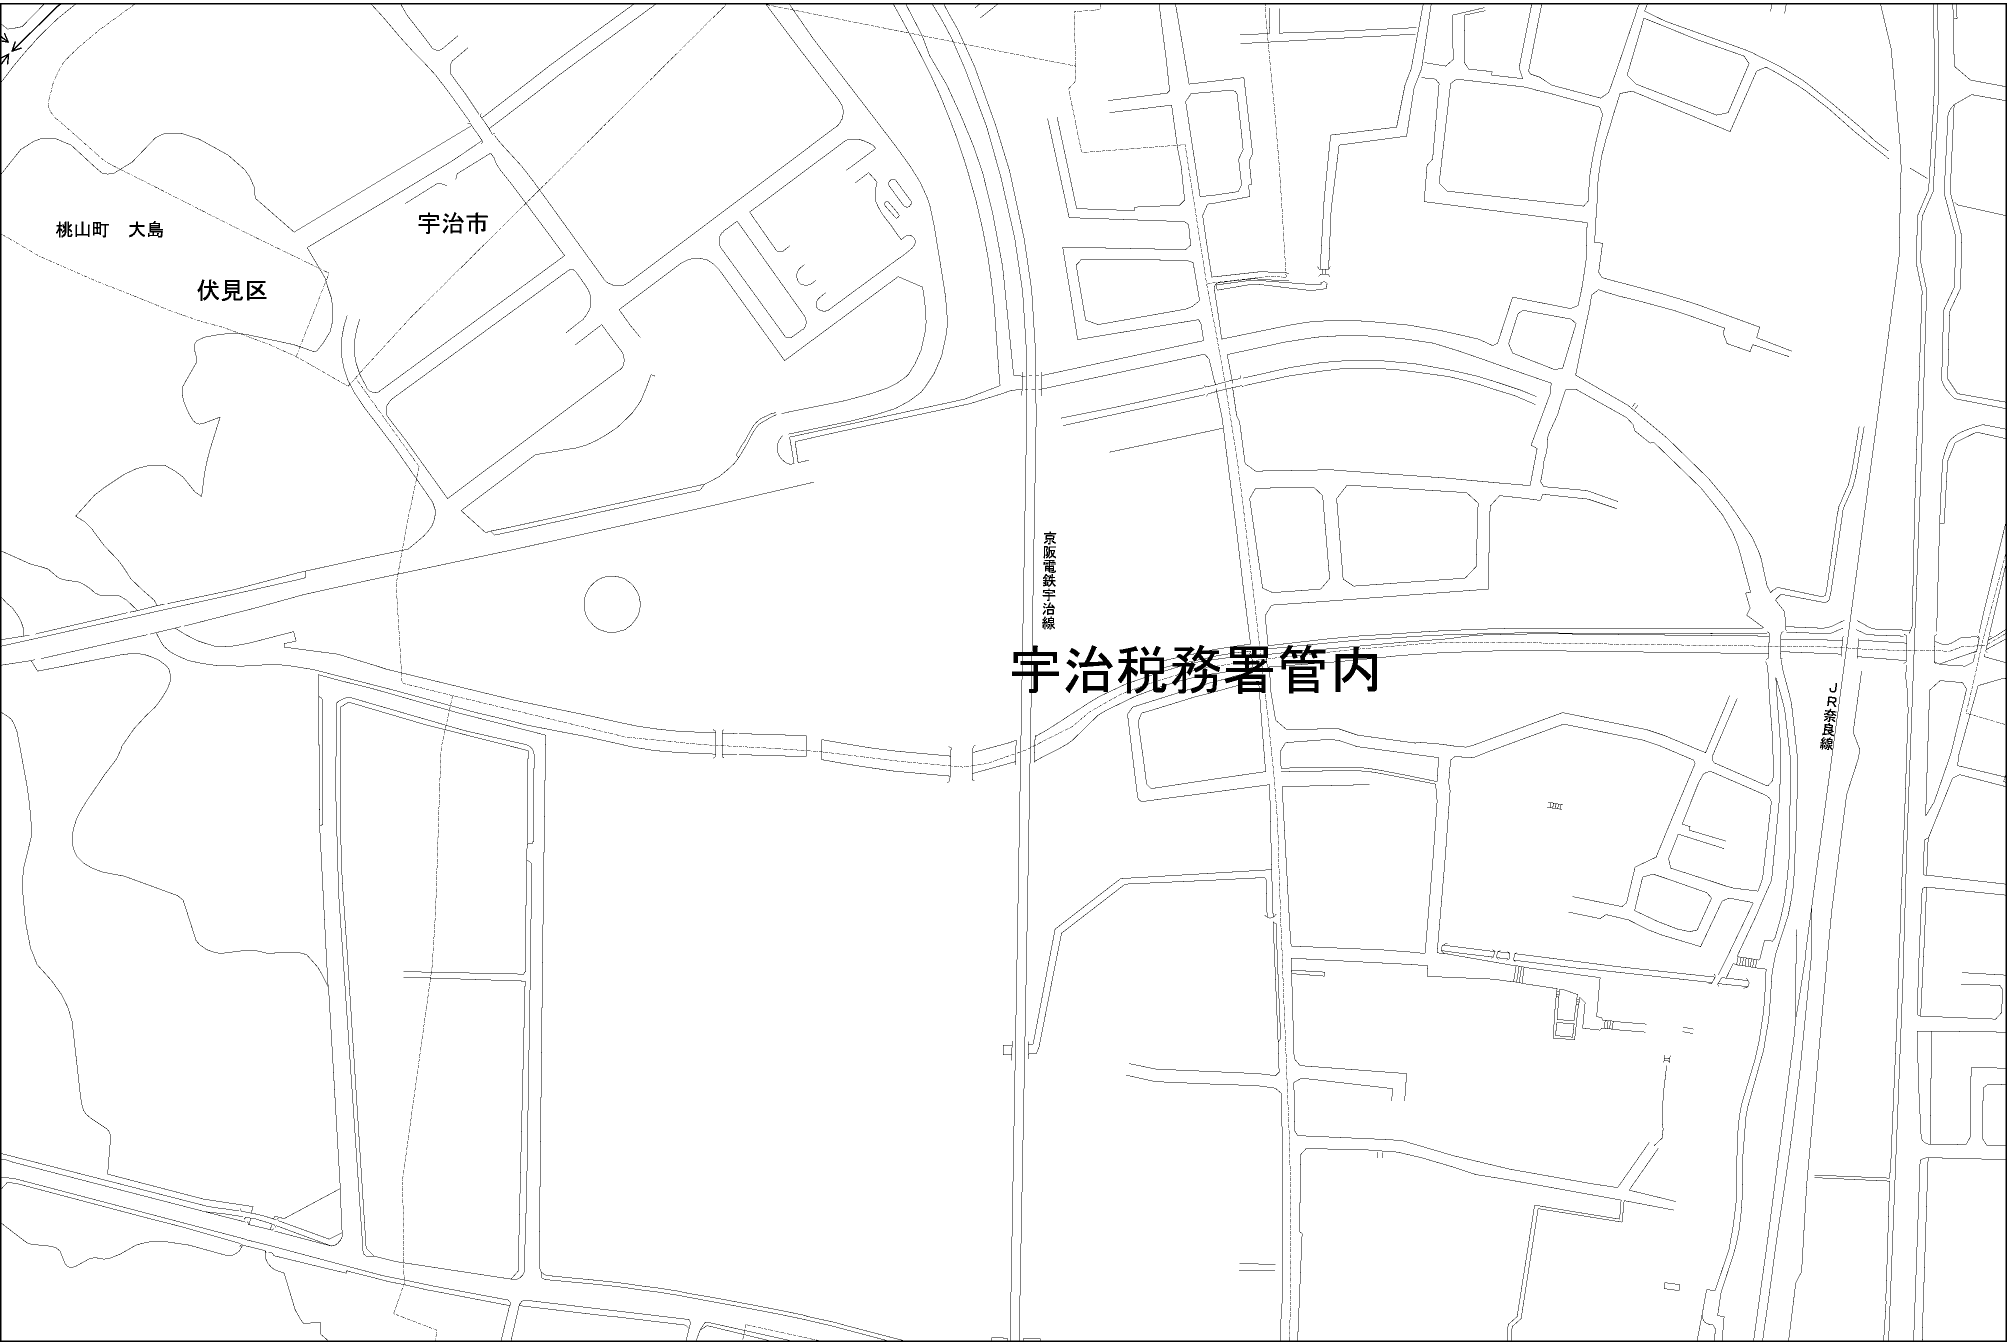 宇治市
桃山町　大島
伏見区
京阪電鉄宇治線
宇治税務署管内
JR奈良線